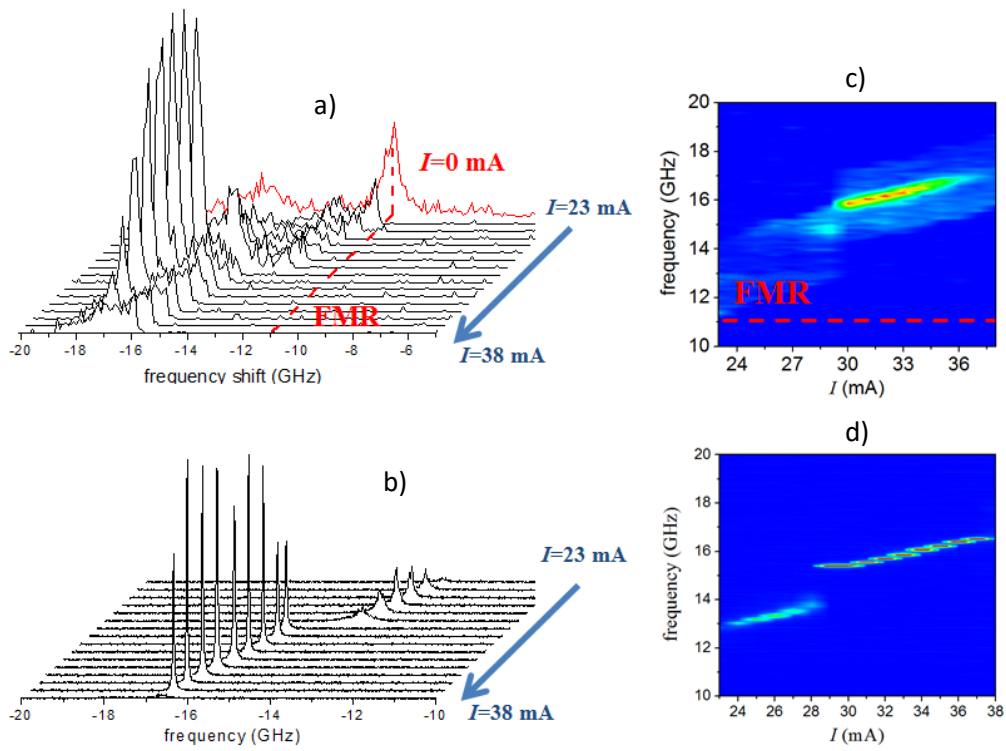 a)
I=0 mA
I=23 mA
FMR
I=38 mA
-20 -18 -16 -14 -12 -10 -8 -6
frequency shift (GHz)
c)
20
18
16
14
12
10
frequency (GHz)
FMR
24 27 30 33 36
I (mA)
b)
I=23 mA
I=38 mA
-20 -18 -16 -14 -12 -10
frequency (GHz)
d)
20
18
16
14
12
10
frequency (GHz)
24 26 28 30 32 34 36 38
I (mA)